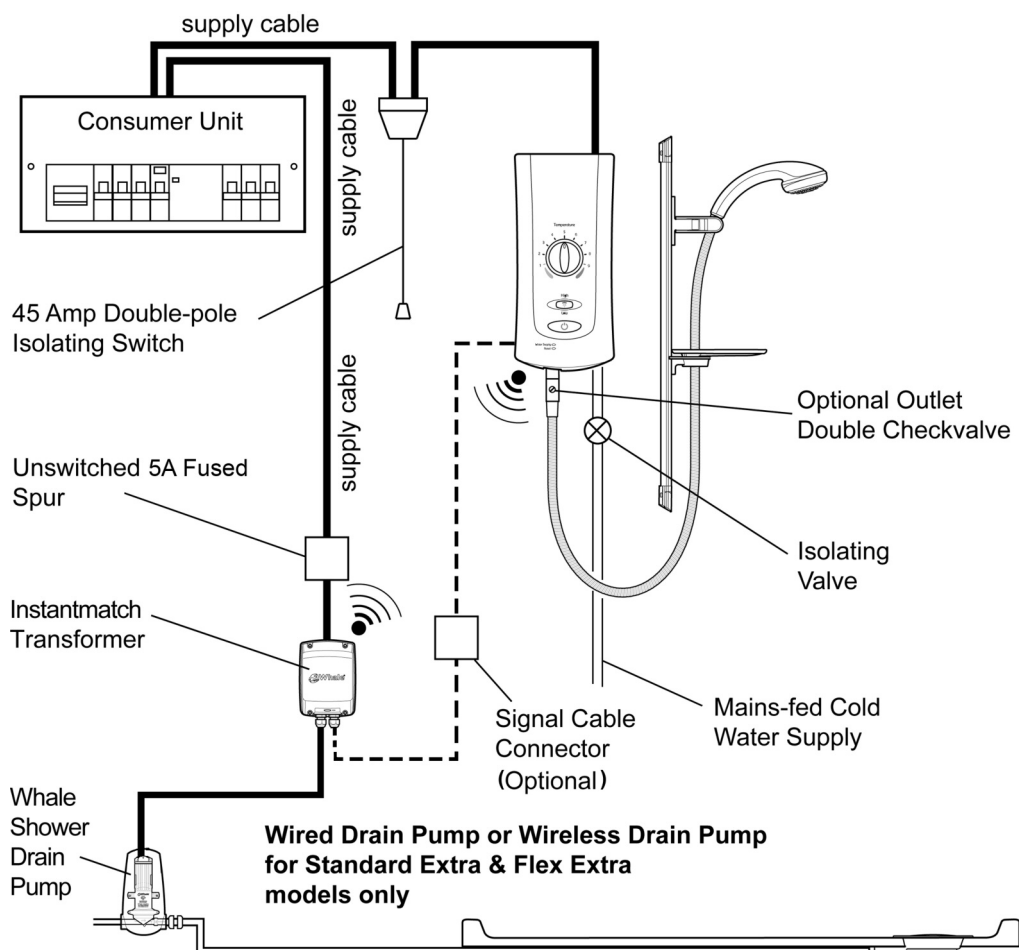 supply cable
Consumer Unit
supply cable
45 Amp Double-pole
Isolating Switch
Temperature
supply cable
Optional Outlet
Double Checkvalve
Unswitched 5A Fused
Spur
Isolating
Valve
Instantmatch
Transformer
Whale
Signal Cable
Connector
(Optional)
Mains-fed Cold
Water Supply
Whale
Shower
Drain
Pump
Wired Drain Pump or Wireless Drain Pump
for Standard Extra & Flex Extra
models only